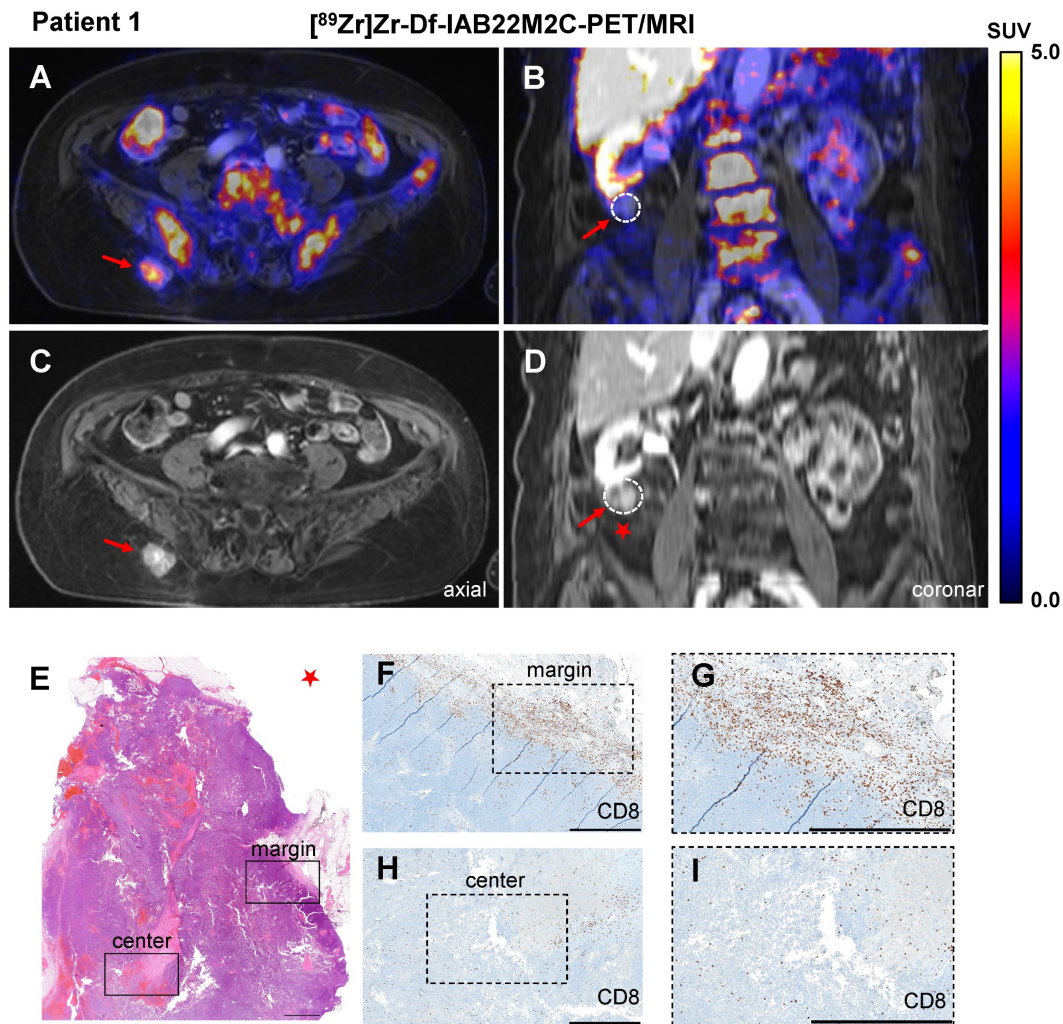 Patient 1
[⁸⁹Zr]Zr-Df-IAB22M2C-PET/MRI
SUV
5.0
A
B
C
D
axial
coronar
0.0
E
F
margin
G
margin
CD8
CD8
H
center
I
center
CD8
CD8